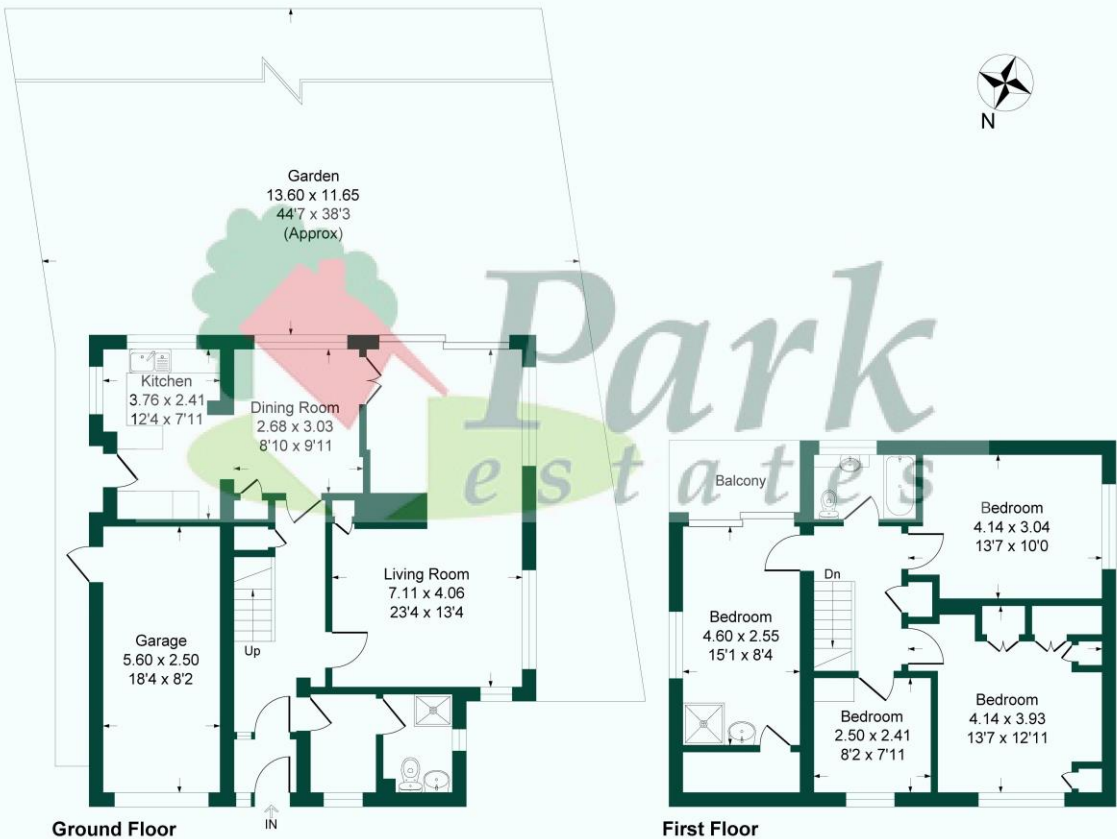 N
Garden
13.60 x 11.65
44'7 x 38'3
(Approx)
Park
estates
Kitchen
3.76 x 2.41
12'4 x 7'11
Dining Room
2.68 x 3.03
8'10 x 9'11
Living Room
7.11 x 4.06
23'4 x 13'4
Garage
5.60 x 2.50
18'4 x 8'2
Up
IN
Ground Floor
Balcony
Bedroom
4.14 x 3.04
13'7 x 10'0
Dn
Bedroom
4.60 x 2.55
15'1 x 8'4
Bedroom
2.50 x 2.41
8'2 x 7'11
Bedroom
4.14 x 3.93
13'7 x 12'11
First Floor